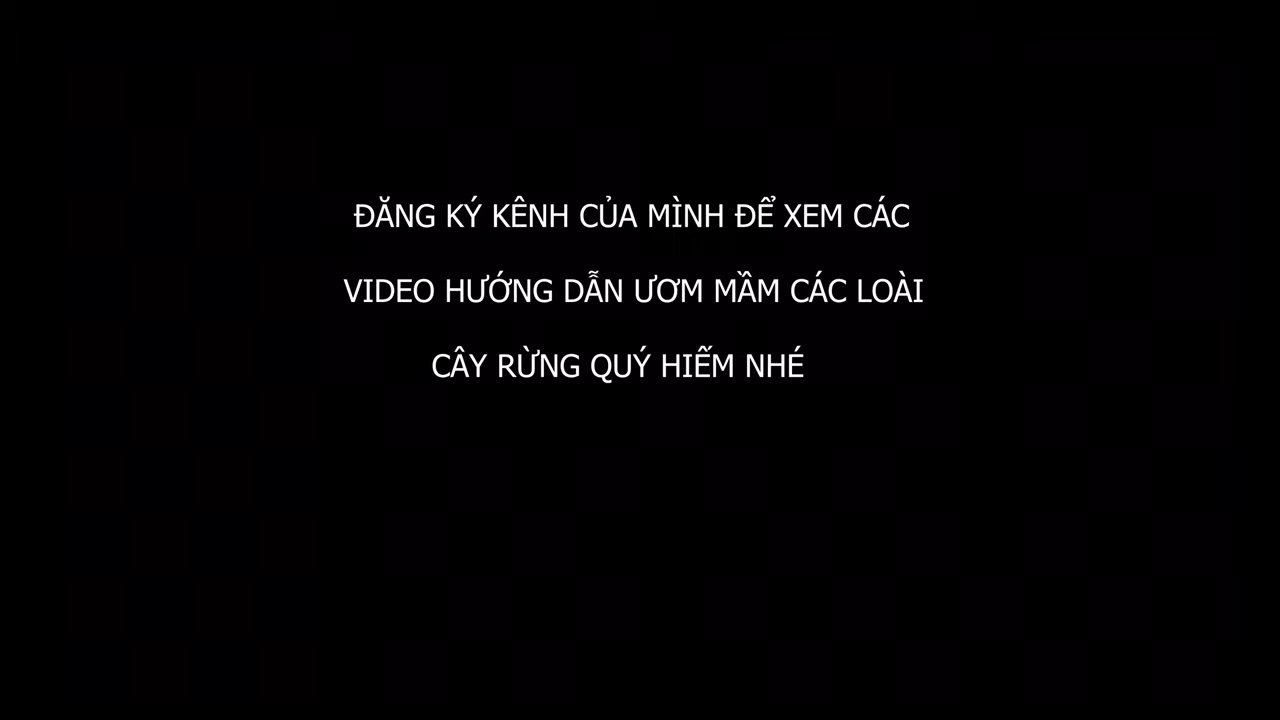 ĐĂNG KÝ KÊNH CỦA MÌNH ĐỂ XEM CÁC
VIDEO HƯỚNG DẪN ƯƠM MẦM CÁC LOÀI
CÂY RỪNG QUÝ HIẾM NHÉ